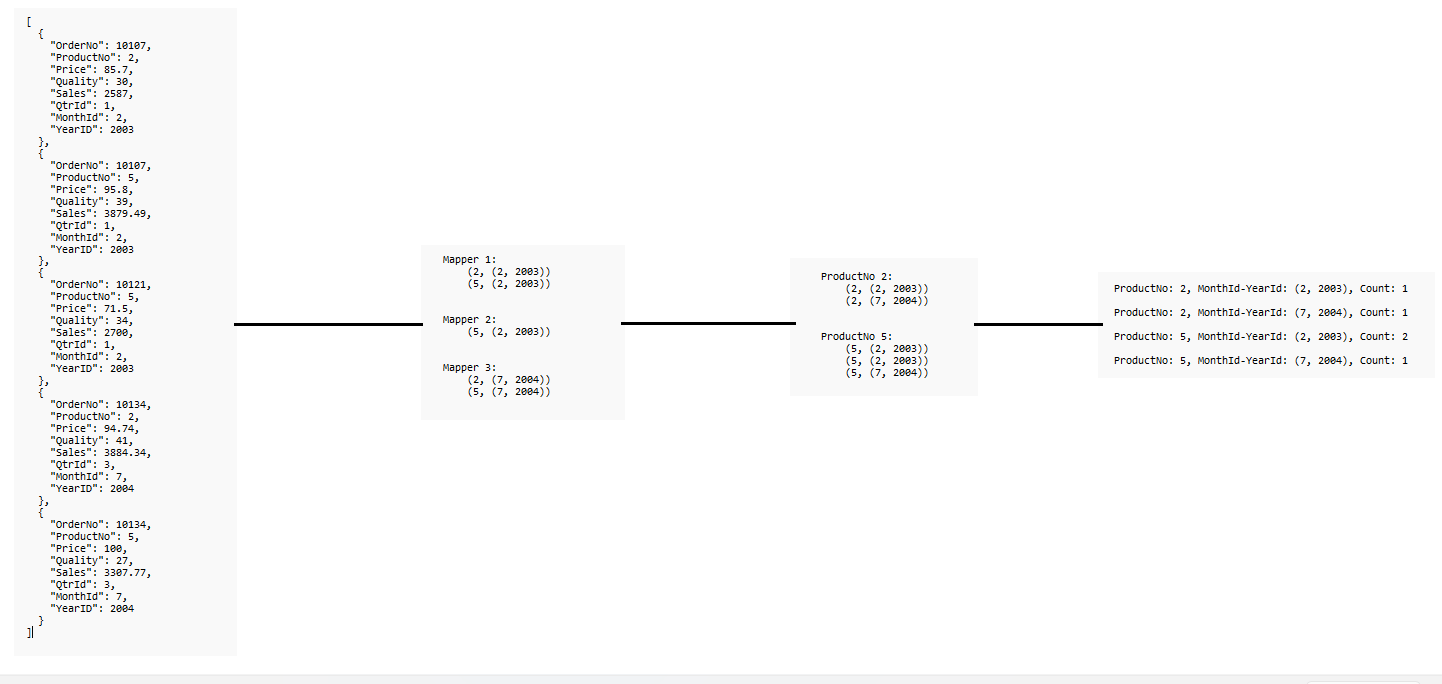 [
{
"OrderNo": 10107,
"ProductNo": 2,
"Price": 85.7,
"Quality": 30,
"Sales": 2587,
"QtrId": 1,
"MonthId": 2,
"YearID": 2003
},
{
"OrderNo": 10107,
"ProductNo": 5,
"Price": 95.8,
"Quality": 39,
"Sales": 3879.49,
"QtrId": 1,
"MonthId": 2,
"YearID": 2003
},
{
"OrderNo": 10121,
"ProductNo": 5,
"Price": 71.5,
"Quality": 34,
"Sales": 2700,
"QtrId": 1,
"MonthId": 2,
"YearID": 2003
},
{
"OrderNo": 10134,
"ProductNo": 2,
"Price": 94.74,
"Quality": 41,
"Sales": 3884.34,
"QtrId": 3,
"MonthId": 7,
"YearID": 2004
},
{
"OrderNo": 10134,
"ProductNo": 5,
"Price": 100,
"Quality": 27,
"Sales": 3307.77,
"QtrId": 3,
"MonthId": 7,
"YearID": 2004
}
]
Mapper 1:
(2, (2, 2003))
(5, (2, 2003))
Mapper 2:
(5, (2, 2003))
Mapper 3:
(2, (7, 2004))
(5, (7, 2004))
ProductNo 2:
(2, (2, 2003))
(2, (7, 2004))
ProductNo 5:
(5, (2, 2003))
(5, (2, 2003))
(5, (7, 2004))
ProductNo: 2, MonthId-YearId: (2, 2003), Count: 1
ProductNo: 2, MonthId-YearId: (7, 2004), Count: 1
ProductNo: 5, MonthId-YearId: (2, 2003), Count: 2
ProductNo: 5, MonthId-YearId: (7, 2004), Count: 1